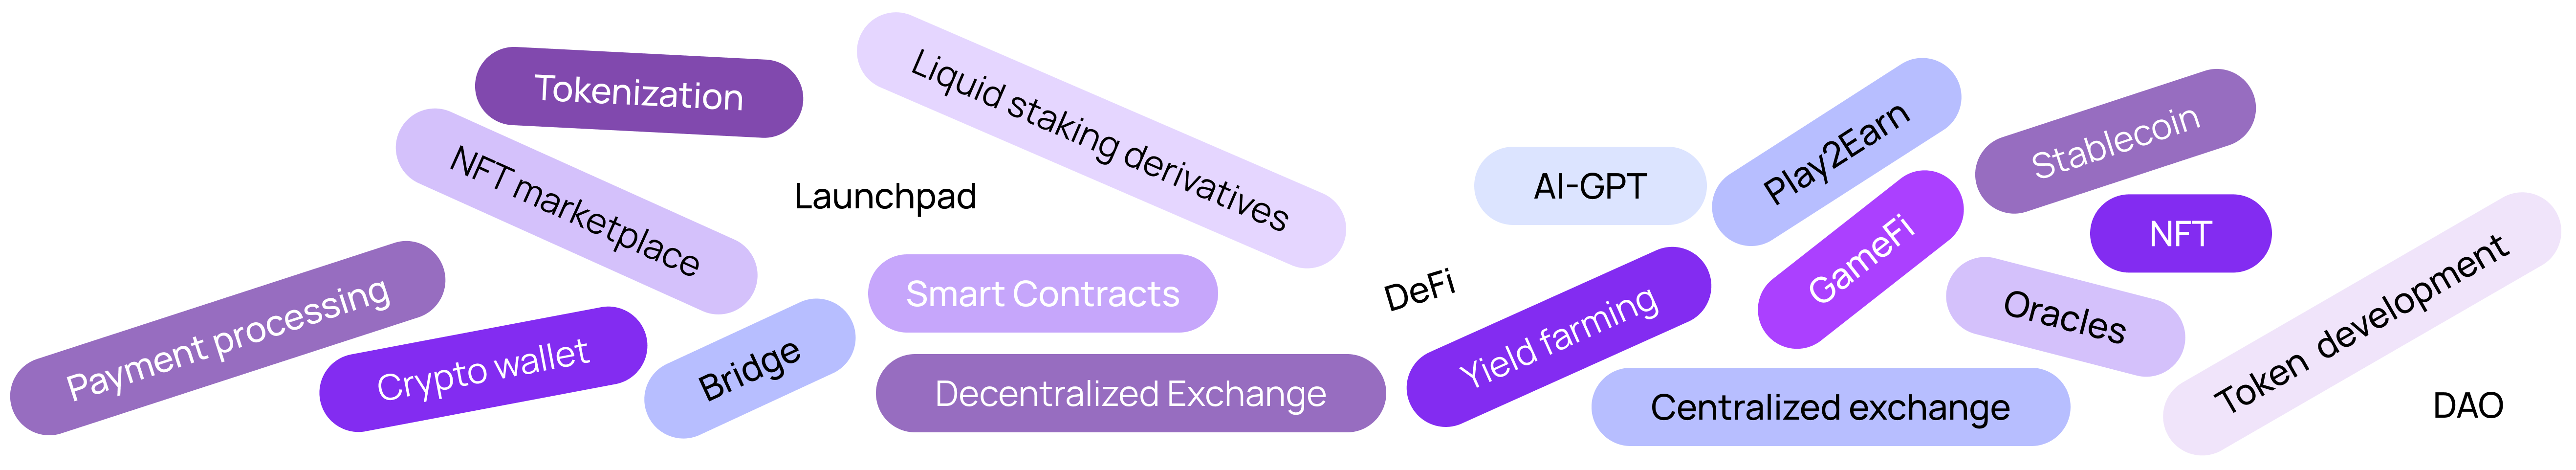 Tokenization
Liquid staking derivatives
NFT marketplace
Launchpad
Payment processing
Crypto wallet
Bridge
Smart Contracts
Decentralized Exchange
AI-GPT
Play2Earn
Stablecoin
DeFi
Yield farming
GameFi
NFT
Oracles
Centralized exchange
Token development
DAO